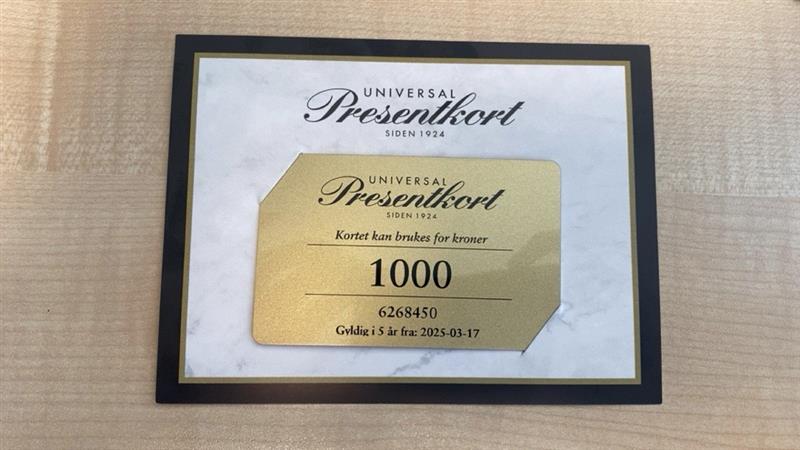 UNIVERSAL
Presentkort
SIDEN 1924
UNIVERSAL
Presentkort
SIDEN 1924
Kortet kan brukes for kroner
1000
6268450
Gyldig i 5 år fra: 2025-03-17